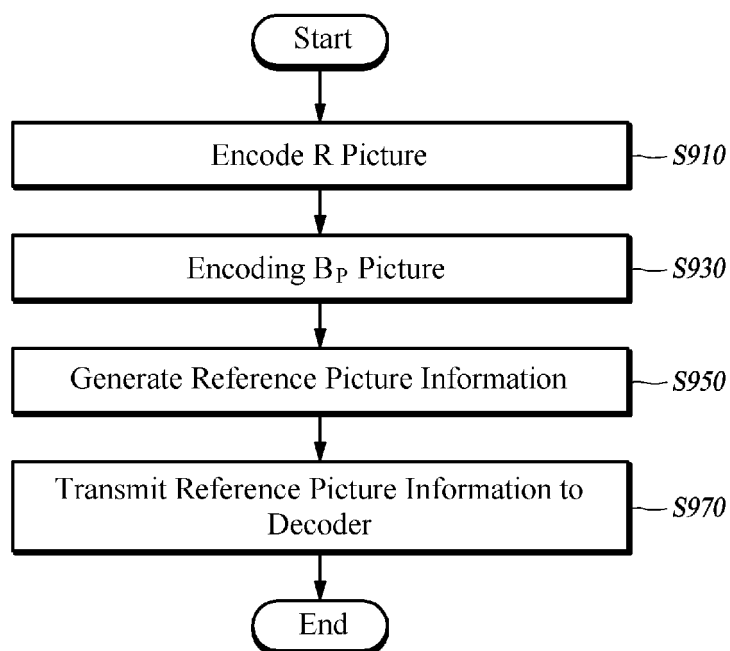 Start
Encode R Picture
S910
Encoding B_P Picture
S930
Generate Reference Picture Information
S950
Transmit Reference Picture Information to
Decoder
S970
End